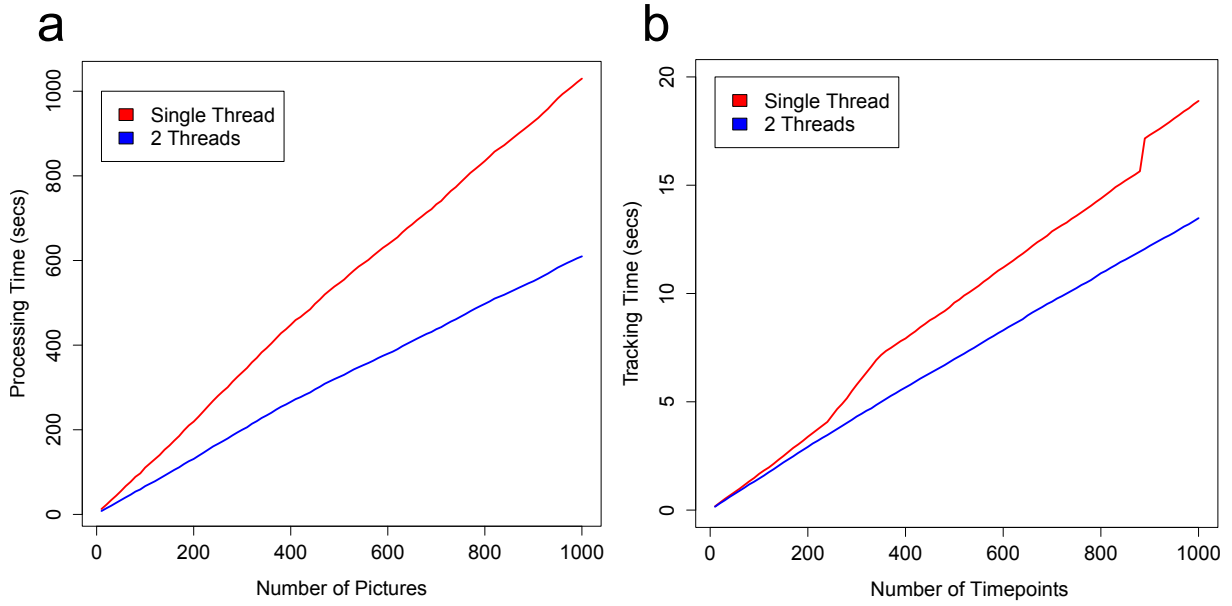 a
Single Thread
2 Threads
Processing Time (secs)
0
200
400
600
800
1000
0 200 400 600 800 1000
Number of Pictures
b
Single Thread
2 Threads
Tracking Time (secs)
0
5
10
15
20
0 200 400 600 800 1000
Number of Timepoints